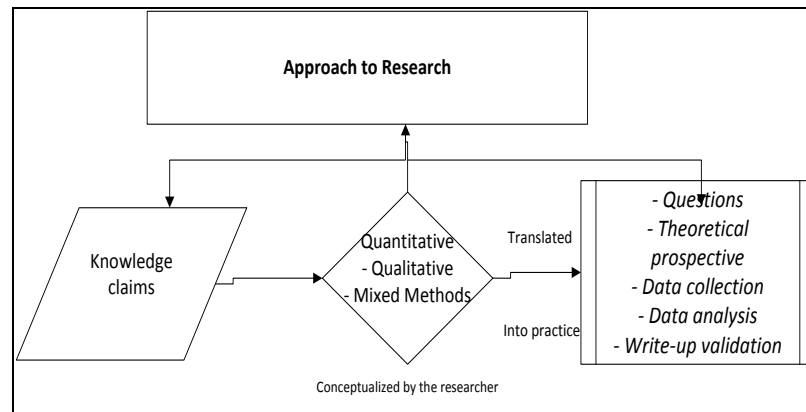 Approach to Research
Knowledge
claims
Quantitative
- Qualitative
- Mixed Methods
Translated
Into practice
- Questions
- Theoretical
prospective
- Data collection
- Data analysis
- Write-up validation
Conceptualized by the researcher